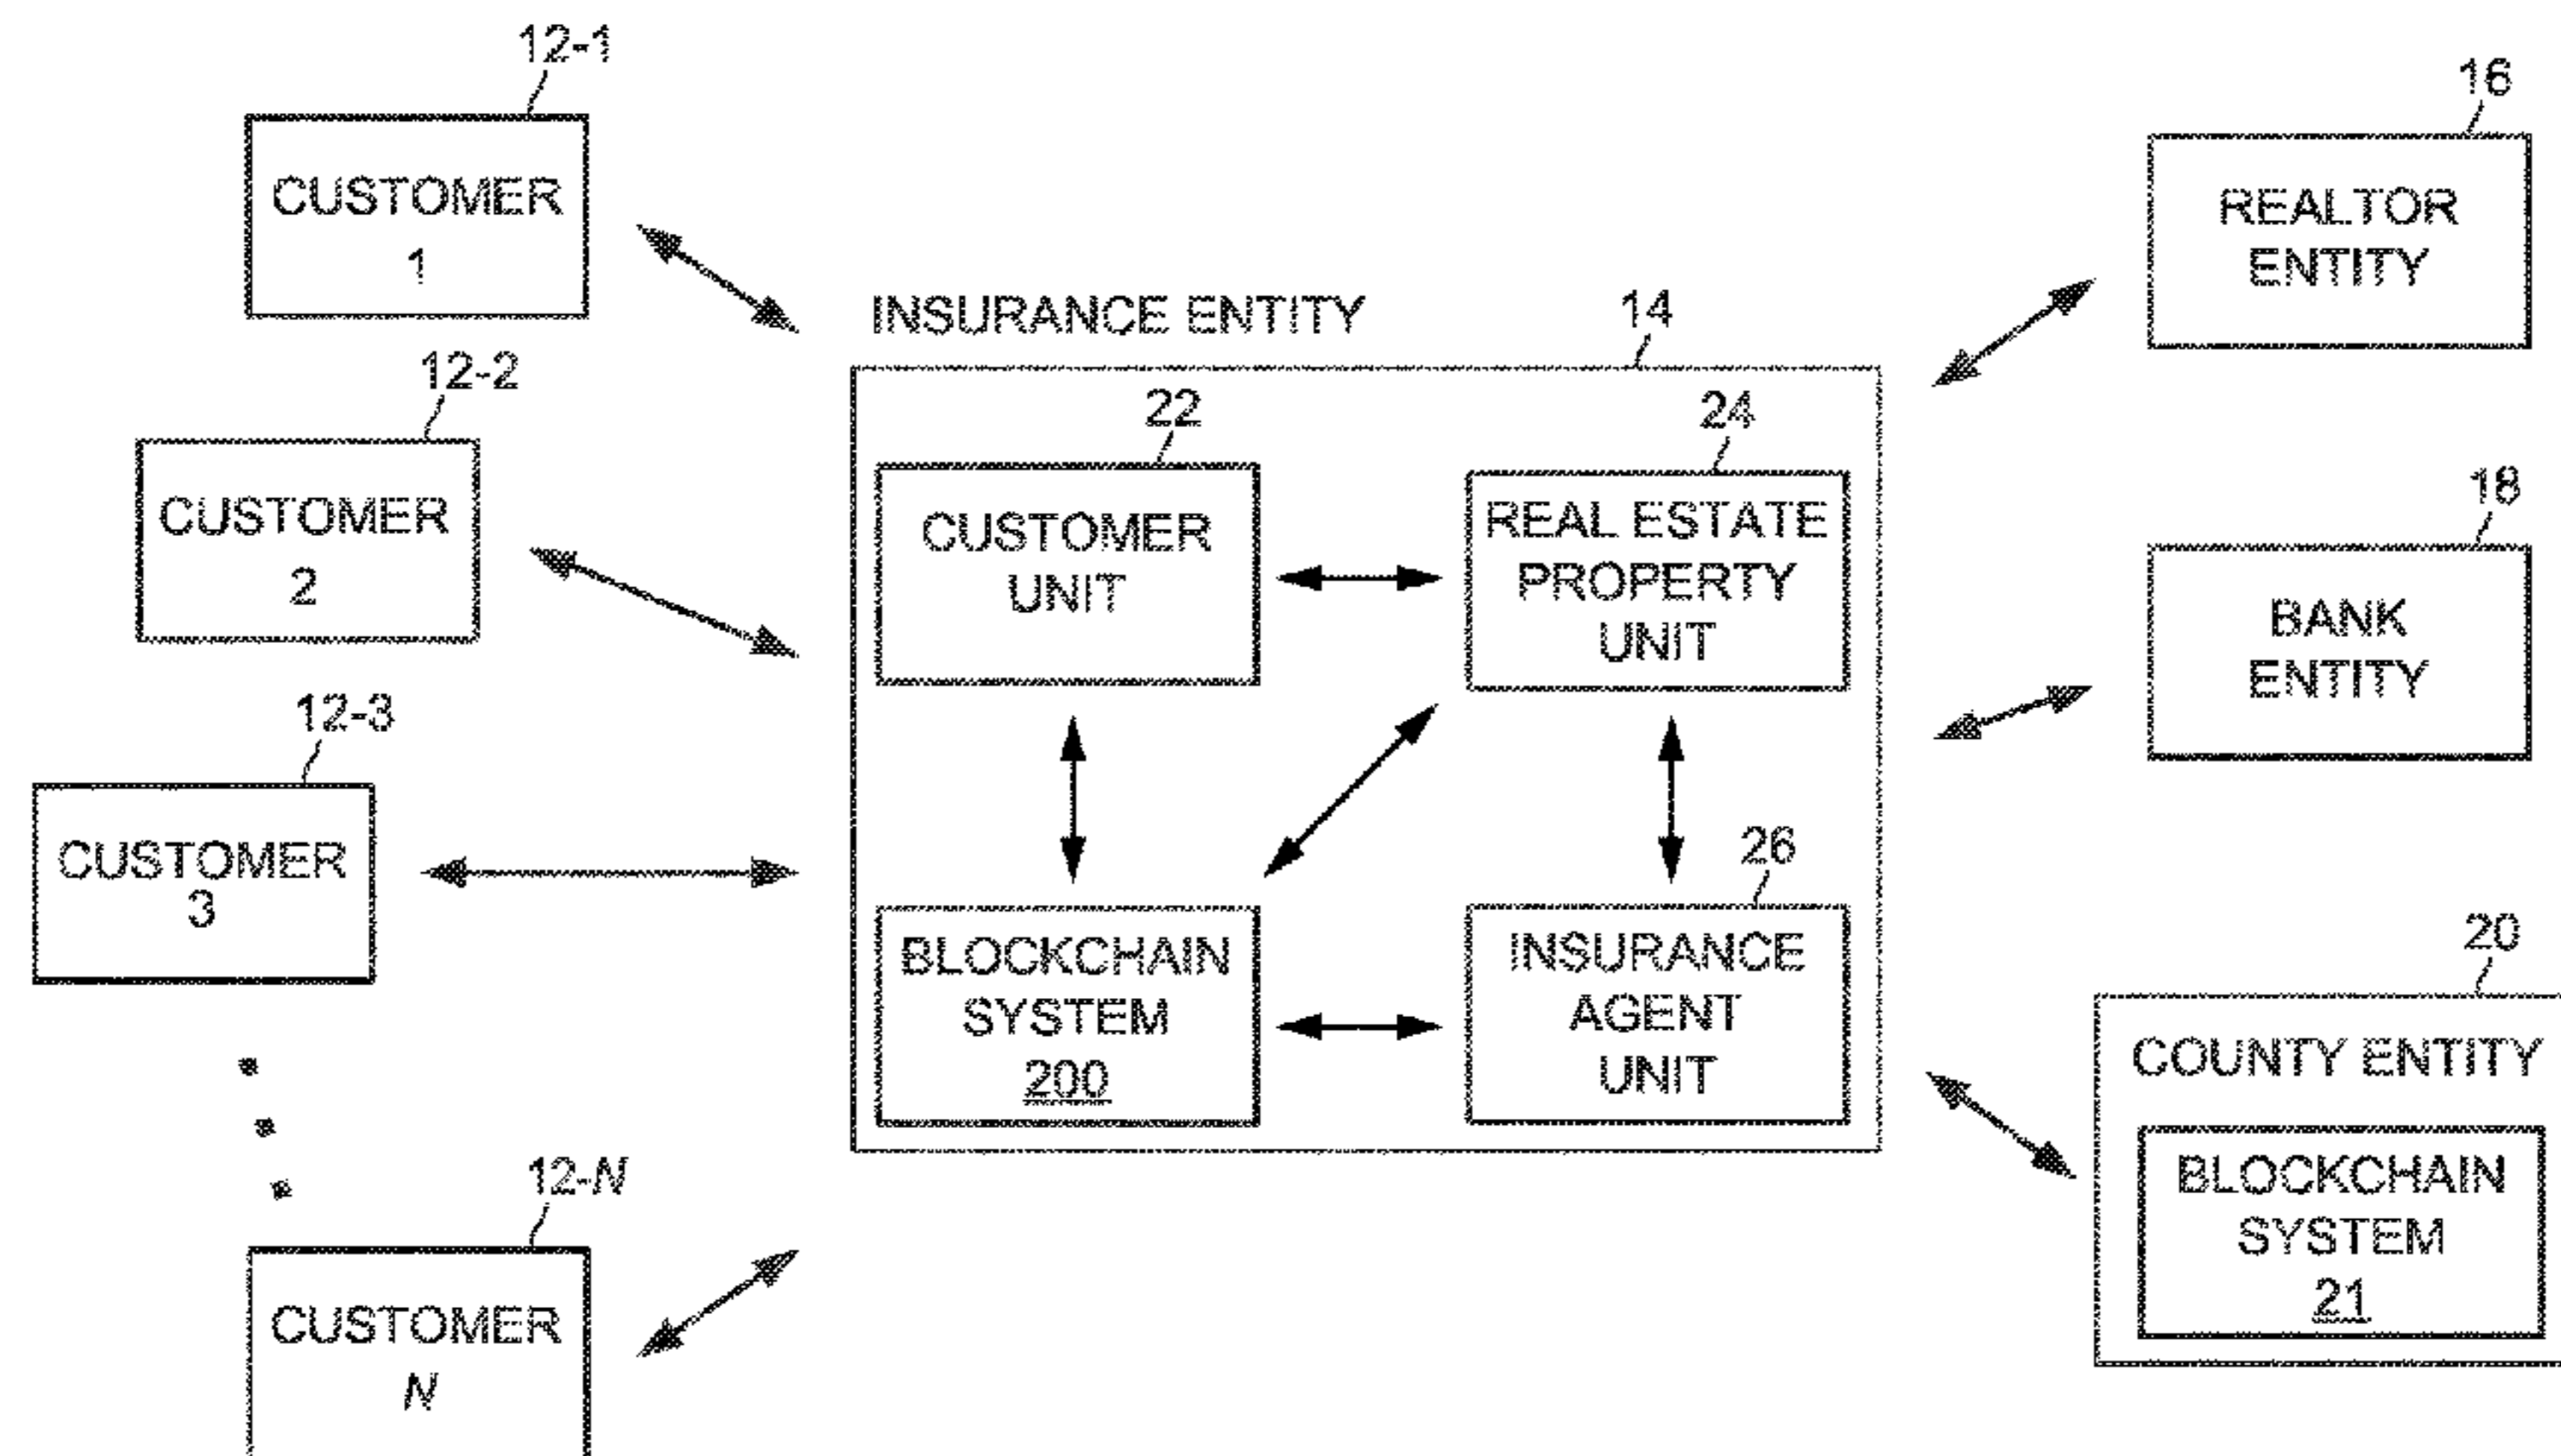 12-1
CUSTOMER
1
12-2
CUSTOMER
2
12-3
CUSTOMER
3
12-N
CUSTOMER
N
INSURANCE ENTITY
14
22
CUSTOMER
UNIT
24
REAL ESTATE
PROPERTY
UNIT
BLOCKCHAIN
SYSTEM
200
26
INSURANCE
AGENT
UNIT
16
REALTOR
ENTITY
18
BANK
ENTITY
20
COUNTY ENTITY
BLOCKCHAIN
SYSTEM
21